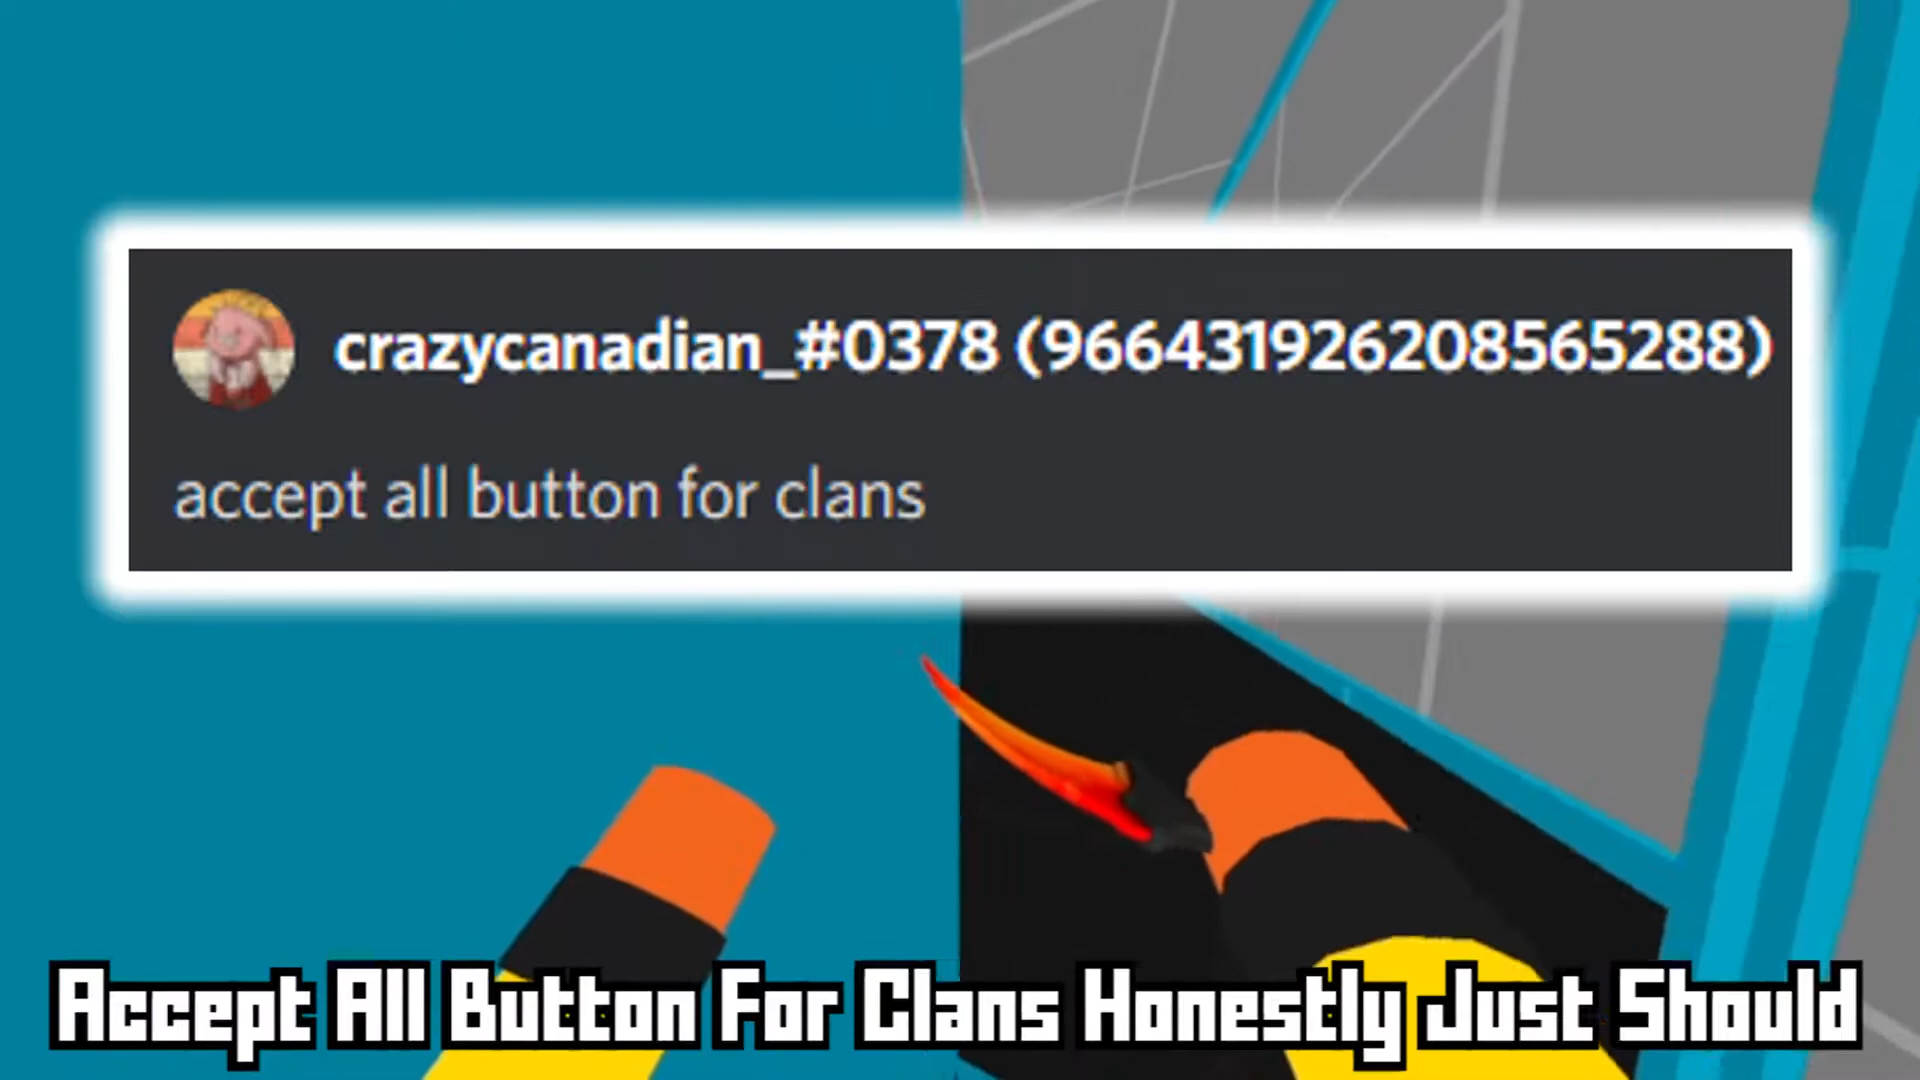 crazycanadian_#0378 (966431926208565288)
accept all button for clans
Accept All Button For Clans Honestly Just Should